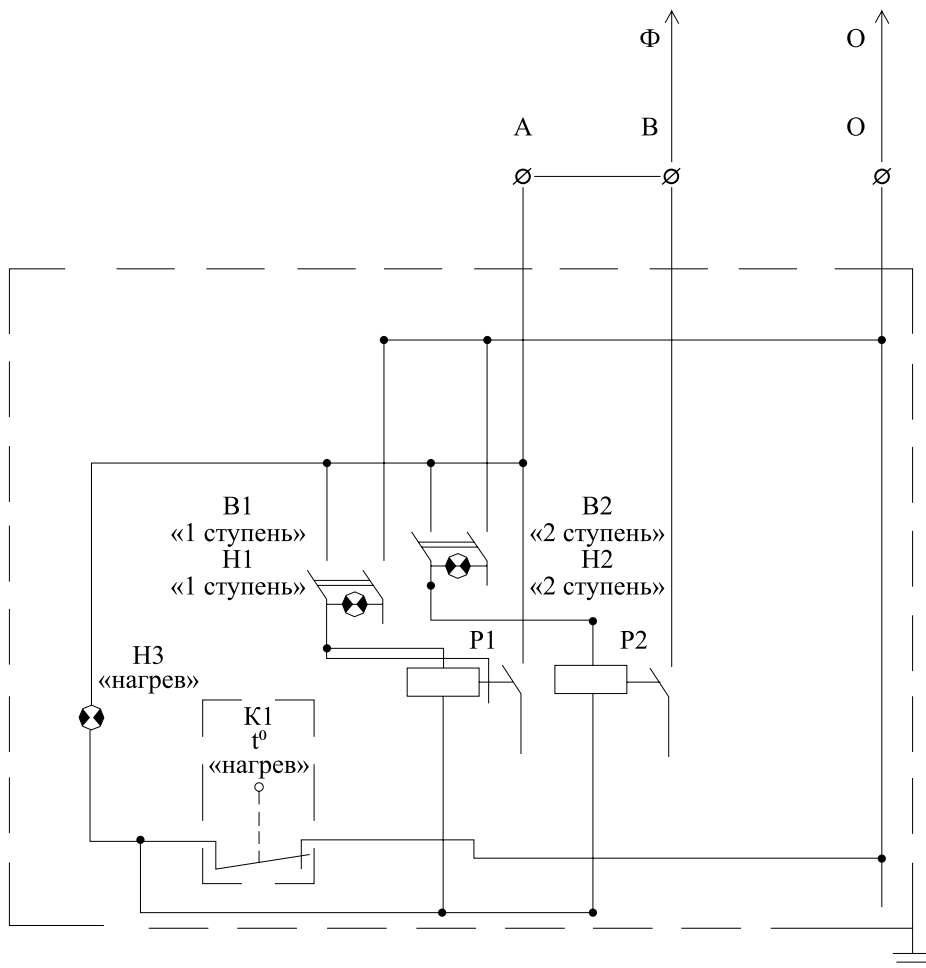 Ф
О
А
В
О
В1
«1 ступень»
Н1
«1 ступень»
В2
«2 ступень»
Н2
«2 ступень»
Р1
Р2
Н3
«нагрев»
К1
t⁰
«нагрев»